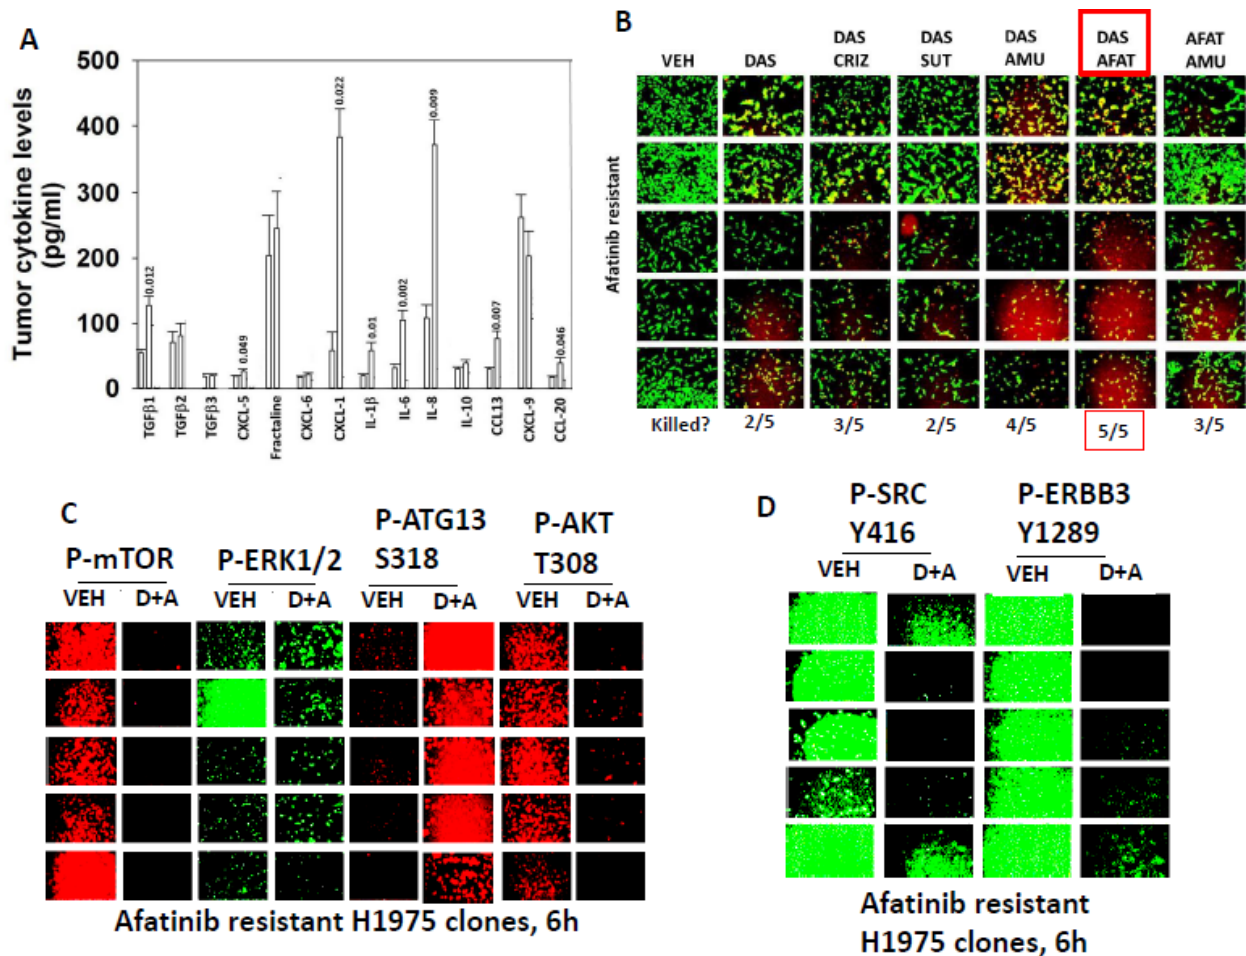 A
Tumor cytokine levels
(pg/ml)
500
400
300
200
100
0
0.012
0.049
0.022
0.01
0.002
0.009
0.007
0.046
TGFβ1
TGFβ2
TGFβ3
CXCL-5
Fractaline
CXCL-6
CXCL-1
IL-1β
IL-6
IL-8
IL-10
CCL13
CXCL-9
CCL-20
B
VEH
DAS
DAS
CRIZ
DAS
SUT
DAS
AMU
DAS
AFAT
AFAT
AMU
Afatinib resistant
Killed?
2/5
3/5
2/5
4/5
5/5
3/5
C
P-mTOR
P-ERK1/2
P-ATG13
S318
P-AKT
T308
VEH
D+A
VEH
D+A
VEH
D+A
VEH
D+A
Afatinib resistant H1975 clones, 6h
D
P-SRC
Y416
P-ERBB3
Y1289
VEH
D+A
VEH
D+A
Afatinib resistant
H1975 clones, 6h